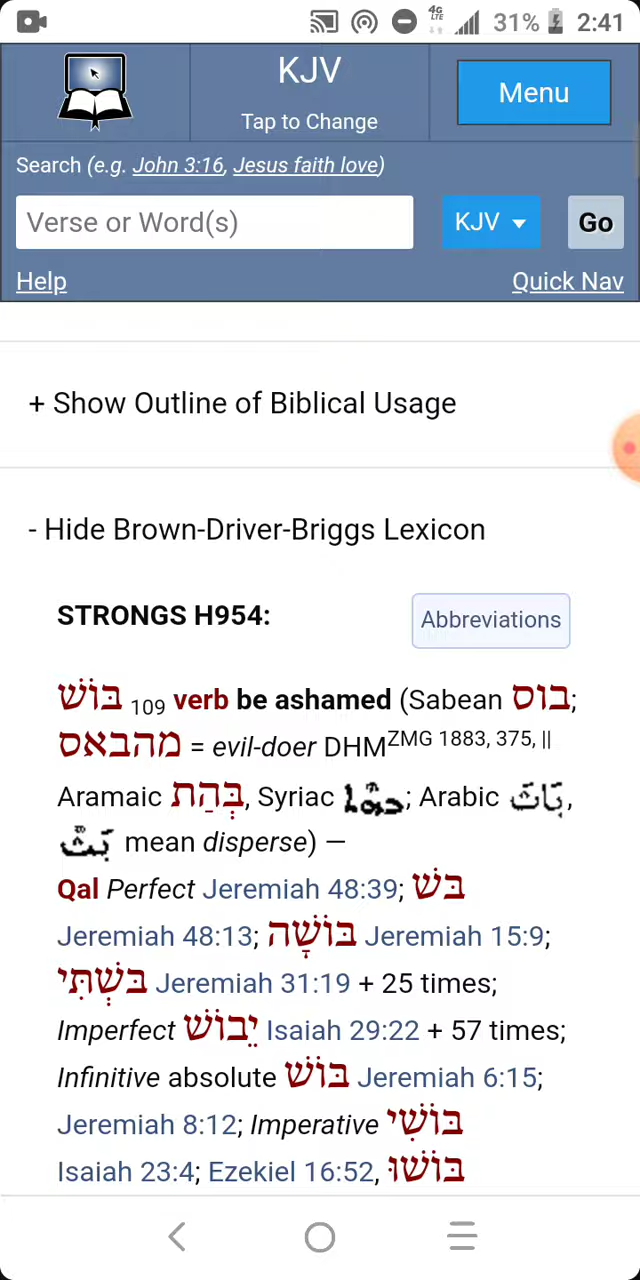 4G LTE 31% 2:41
KJV
Tap to Change
Menu
Search (e.g. John 3:16, Jesus faith love)
Verse or Word(s)
KJV
Go
Help
Quick Nav
+ Show Outline of Biblical Usage
- Hide Brown-Driver-Briggs Lexicon
STRONGS H954:
Abbreviations
בּוֺשׁ 109 verb be ashamed (Sabean בוס;
מהבאס = evil-doer DHM ZMG 1883, 375, ||
Aramaic בְּהַת, Syriac ; Arabic ,
mean disperse) —
Qal Perfect Jeremiah 48:39; בּשׁ
Jeremiah 48:13; בּוֺשָׁה Jeremiah 15:9;
בּשְׁתִּי Jeremiah 31:19 + 25 times;
Imperfect יֵבוֺשׁ Isaiah 29:22 + 57 times;
Infinitive absolute בּוֺשׁ Jeremiah 6:15;
Jeremiah 8:12; Imperative בּוֺשִׁי
Isaiah 23:4; Ezekiel 16:52, בּוֺשׁוּ